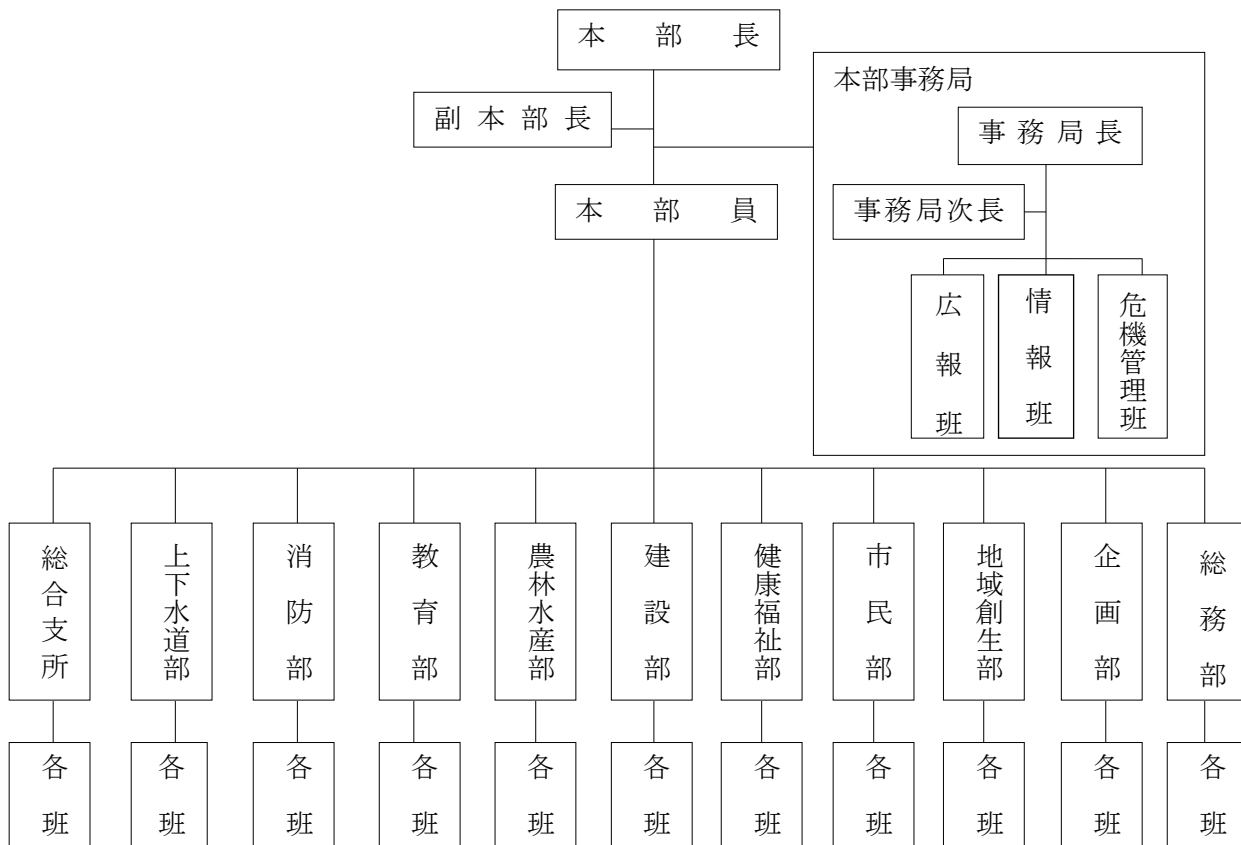 本部長
副本部長
本部員
本部事務局
事務局長
事務局次長
広報班
情報班
危機管理班
総合支所
上下水道部
消防部
教育部
農林水産部
建設部
健康福祉部
市民部
地域創生部
企画部
総務部
各班
各班
各班
各班
各班
各班
各班
各班
各班
各班
各班